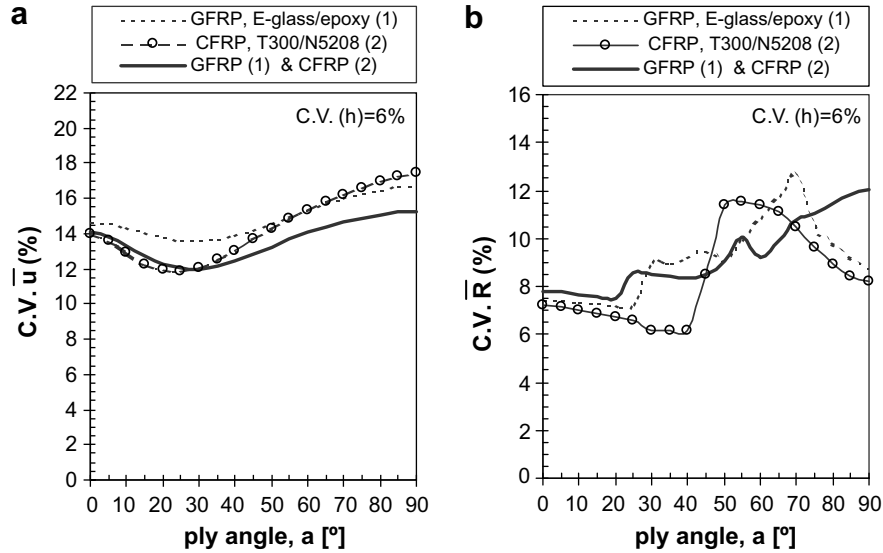 a
GFRP, E-glass/epoxy (1)
CFRP, T300/N5208 (2)
GFRP (1) & CFRP (2)
C.V. (h)=6%
22
20
18
16
14
12
10
8
6
4
2
0
C.V. u̅ (%)
0 10 20 30 40 50 60 70 80 90
ply angle, a [º]
b
GFRP, E-glass/epoxy (1)
CFRP, T300/N5208 (2)
GFRP (1) & CFRP (2)
C.V. (h)=6%
16
14
12
10
8
6
4
2
0
C.V. R̅ (%)
0 10 20 30 40 50 60 70 80 90
ply angle, a [º]